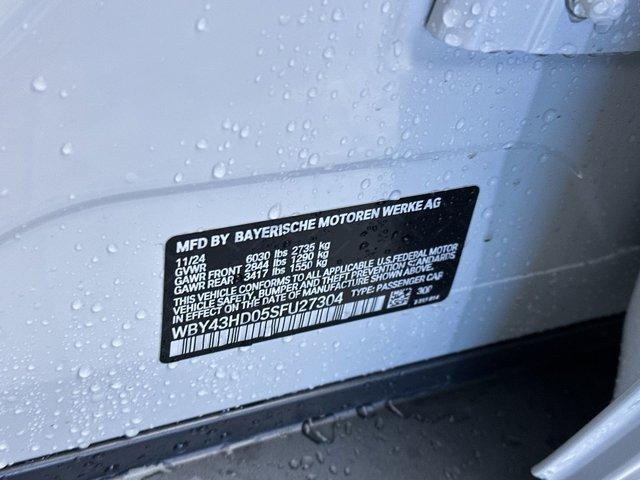 MFD BY BAYERISCHE MOTOREN WERKE AG
11/24
GVWR 6030 lbs 2735 kg
GAWR FRONT 2844 lbs 1290 kg
GAWR REAR : 3417 lbs 1550 kg
THIS VEHICLE CONFORMS TO ALL APPLICABLE U.S.FEDERAL MOTOR
VEHICLE SAFETY, BUMPER, AND THEFT PREVENTION STANDARDS
IN EFFECT ON THE DATE OF MANUFACTURE SHOWN ABOVE.
WBY43HD05SFU27304 TYPE: PASSENGER CAR
300